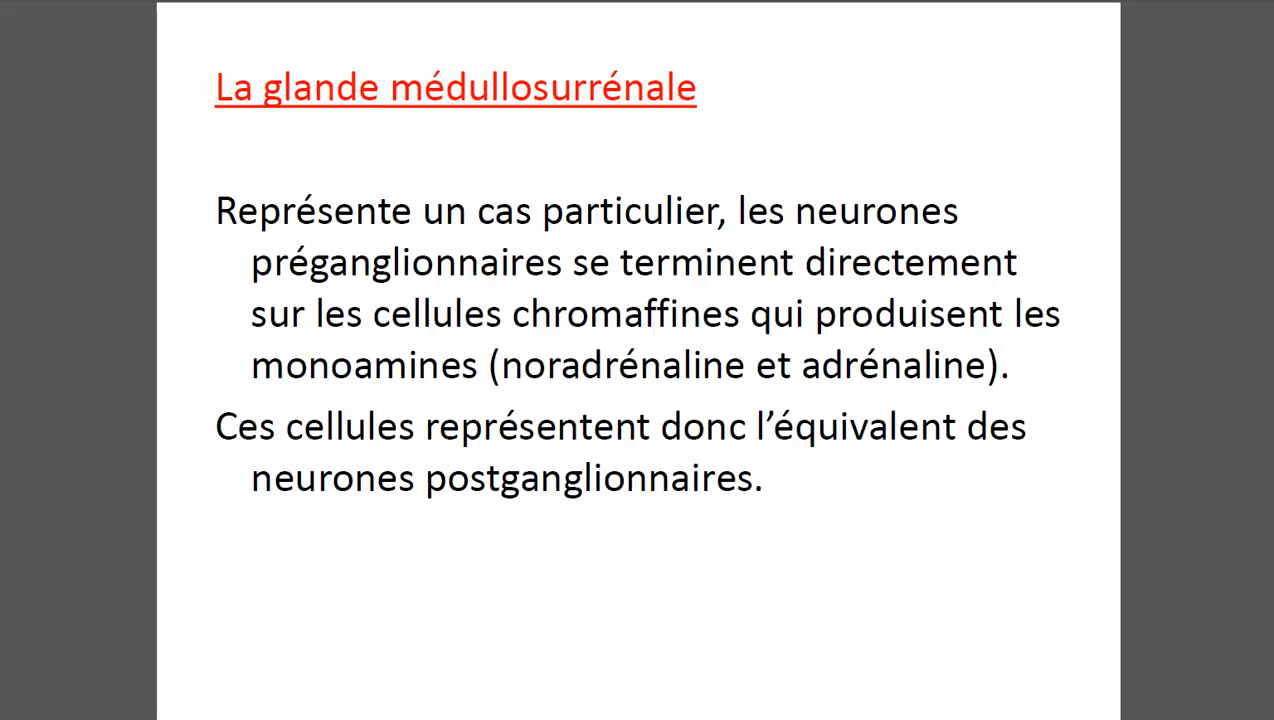 La glande médullosurrénale
Représente un cas particulier, les neurones
préganglionnaires se terminent directement
sur les cellules chromaffines qui produisent les
monoamines (noradrénaline et adrénaline).
Ces cellules représentent donc l’équivalent des
neurones postganglionnaires.